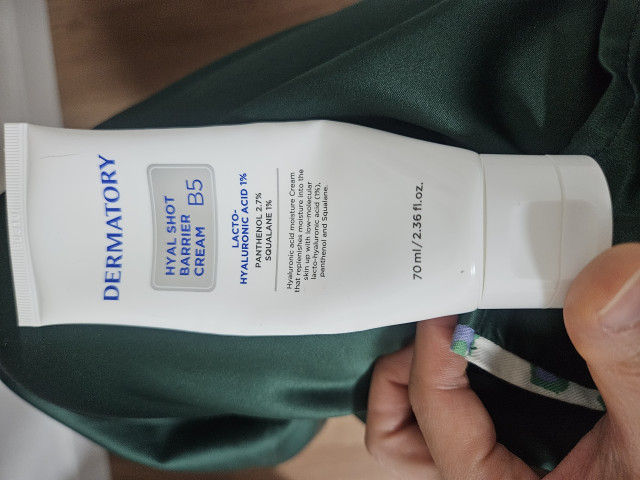 DERMATORY
HYAL SHOT
BARRIER
CREAM B5
LACTO-
HYALURONIC ACID 1%
PANTHENOL 2.7%
SQUALANE 1%
Hyaluronic acid moisture Cream
that replenishes moisture into the
skin up with low-molecular
lacto-hyaluronic acid (1%),
panthenol and Squalane.
70 ml / 2.36 fl.oz.